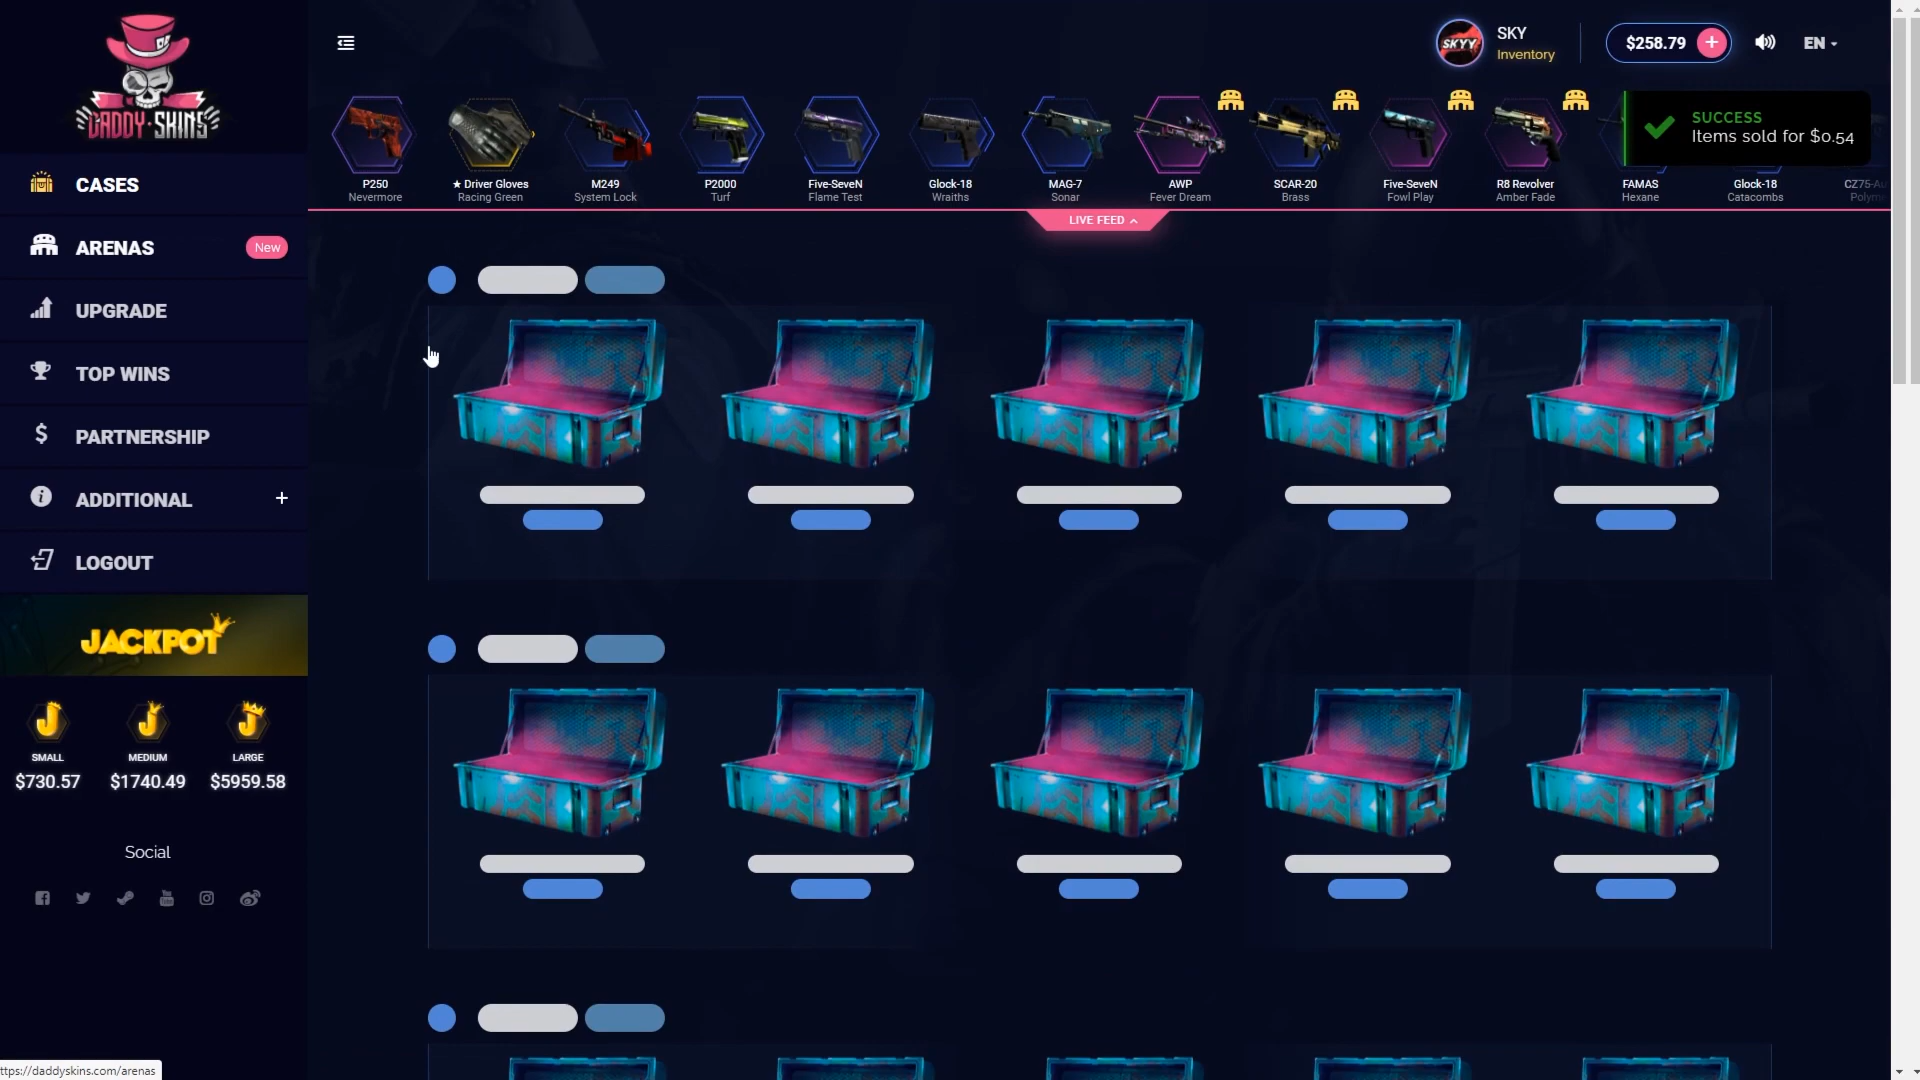 DADDY·SKINS
CASES
ARENAS
New
UPGRADE
TOP WINS
PARTNERSHIP
ADDITIONAL +
LOGOUT
JACKPOT
SMALL
MEDIUM
LARGE
$730.57
$1740.49
$5959.58
Social
ttps://daddyskins.com/arenas
SKYY
SKY
Inventory
$258.79 +
EN
P250
Nevermore
★ Driver Gloves
Racing Green
M249
System Lock
P2000
Turf
Five-SeveN
Flame Test
Glock-18
Wraiths
MAG-7
Sonar
AWP
Fever Dream
SCAR-20
Brass
Five-SeveN
Fowl Play
R8 Revolver
Amber Fade
FAMAS
Hexane
Glock-18
Catacombs
SUCCESS
Items sold for $0.54
LIVE FEED